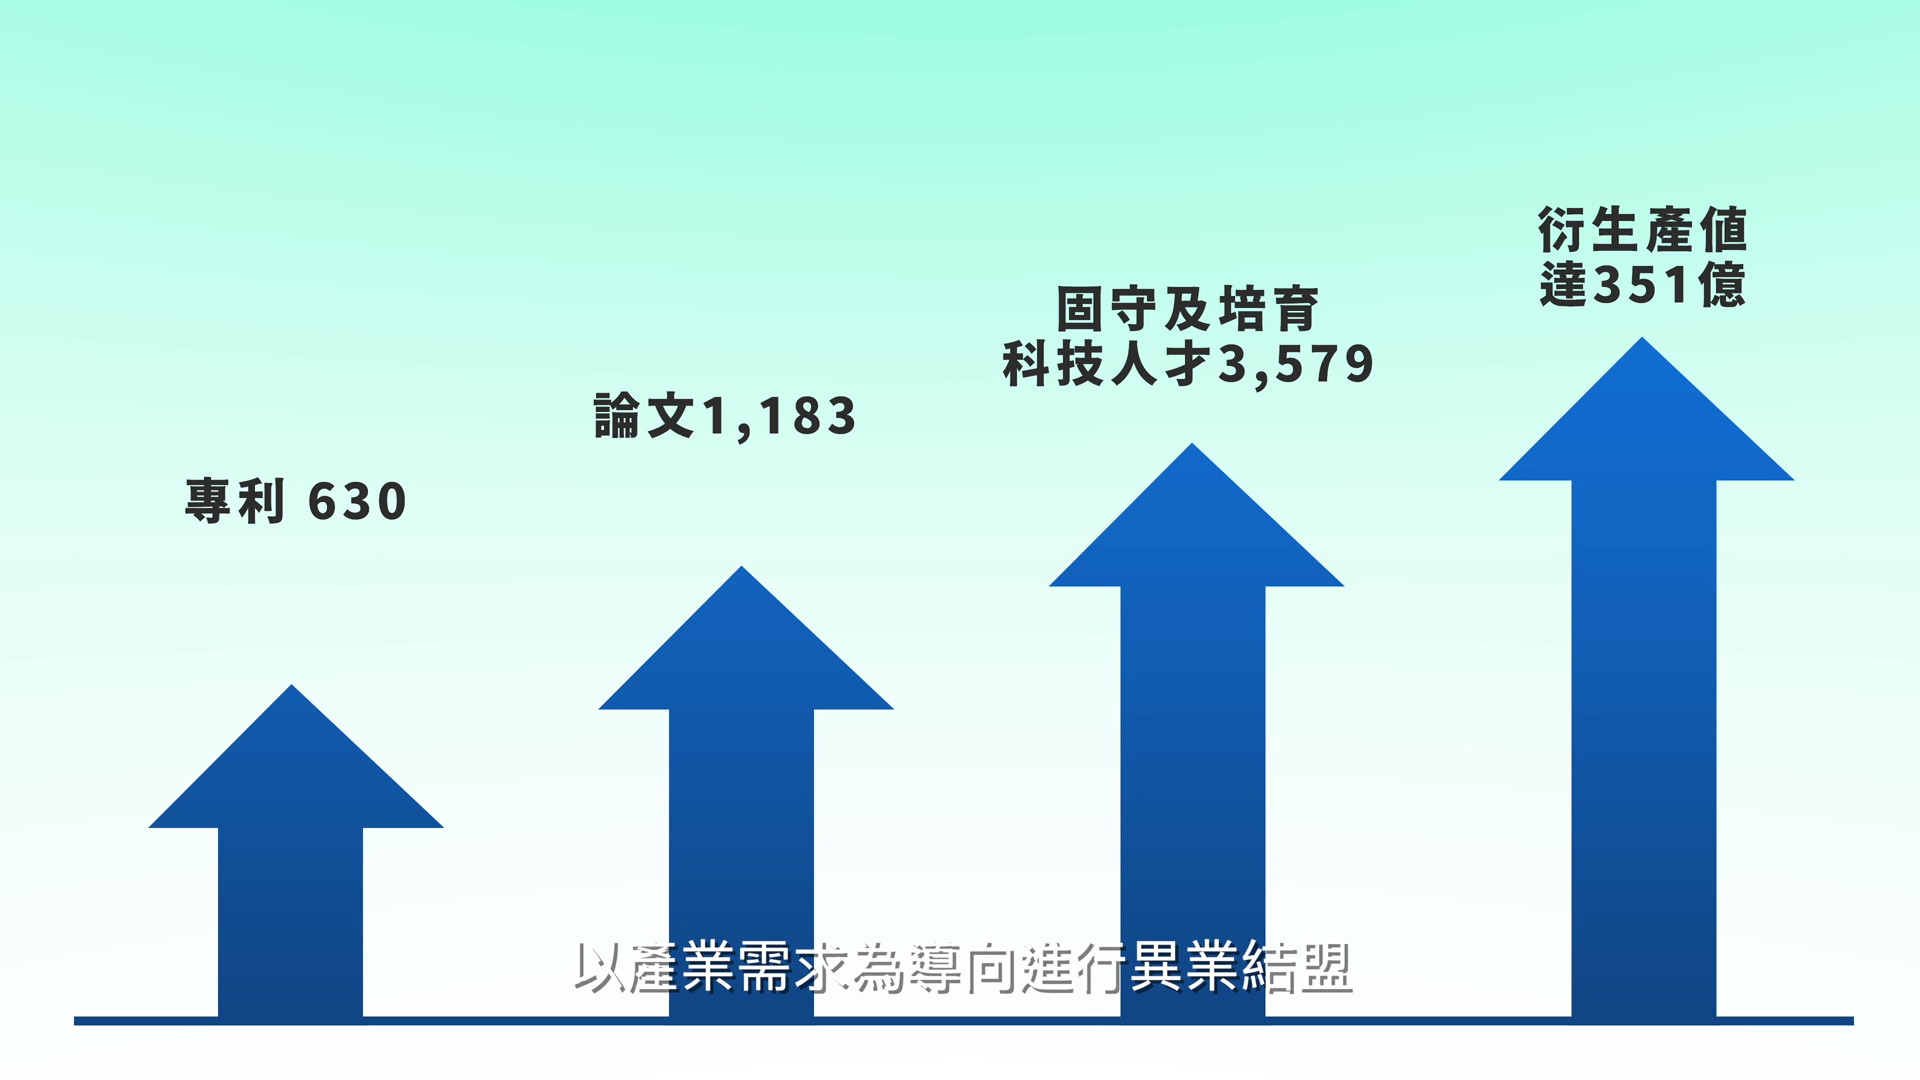 專利 630
論文1,183
固守及培育
科技人才3,579
衍生產值
達351億
以產業需求為導向進行異業結盟